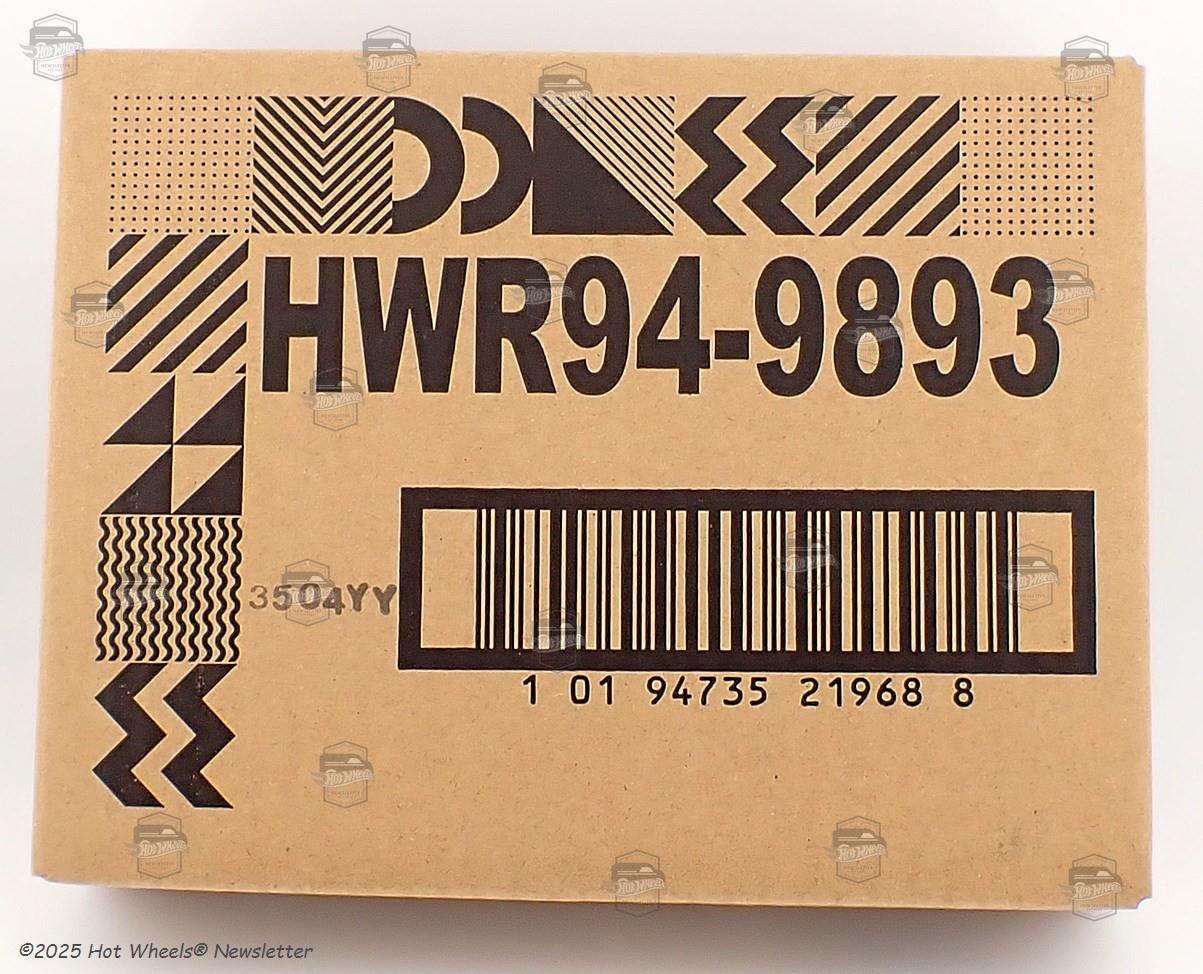 HWR94-9893
3504YY
1 01 94735 21968 8
©2025 Hot Wheels® Newsletter